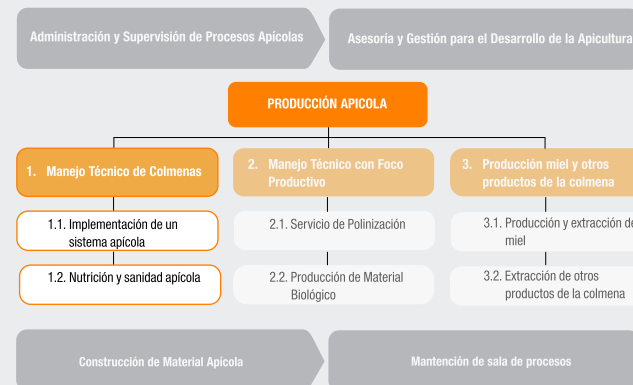 Administración y Supervisión de Procesos Apícolas
Asesoría y Gestión para el Desarrollo de la Apicultura
PRODUCCIÓN APICOLA
1. Manejo Técnico de Colmenas
2. Manejo Técnico con Foco
Productivo
3. Producción miel y otros
productos de la colmena
1.1. Implementación de un
sistema apícola
2.1. Servicio de Polinización
3.1. Producción y extracción de
miel
1.2. Nutrición y sanidad apícola
2.2. Producción de Material
Biológico
3.2. Extracción de otros
productos de la colmena
Construcción de Material Apícola
Mantención de sala de procesos